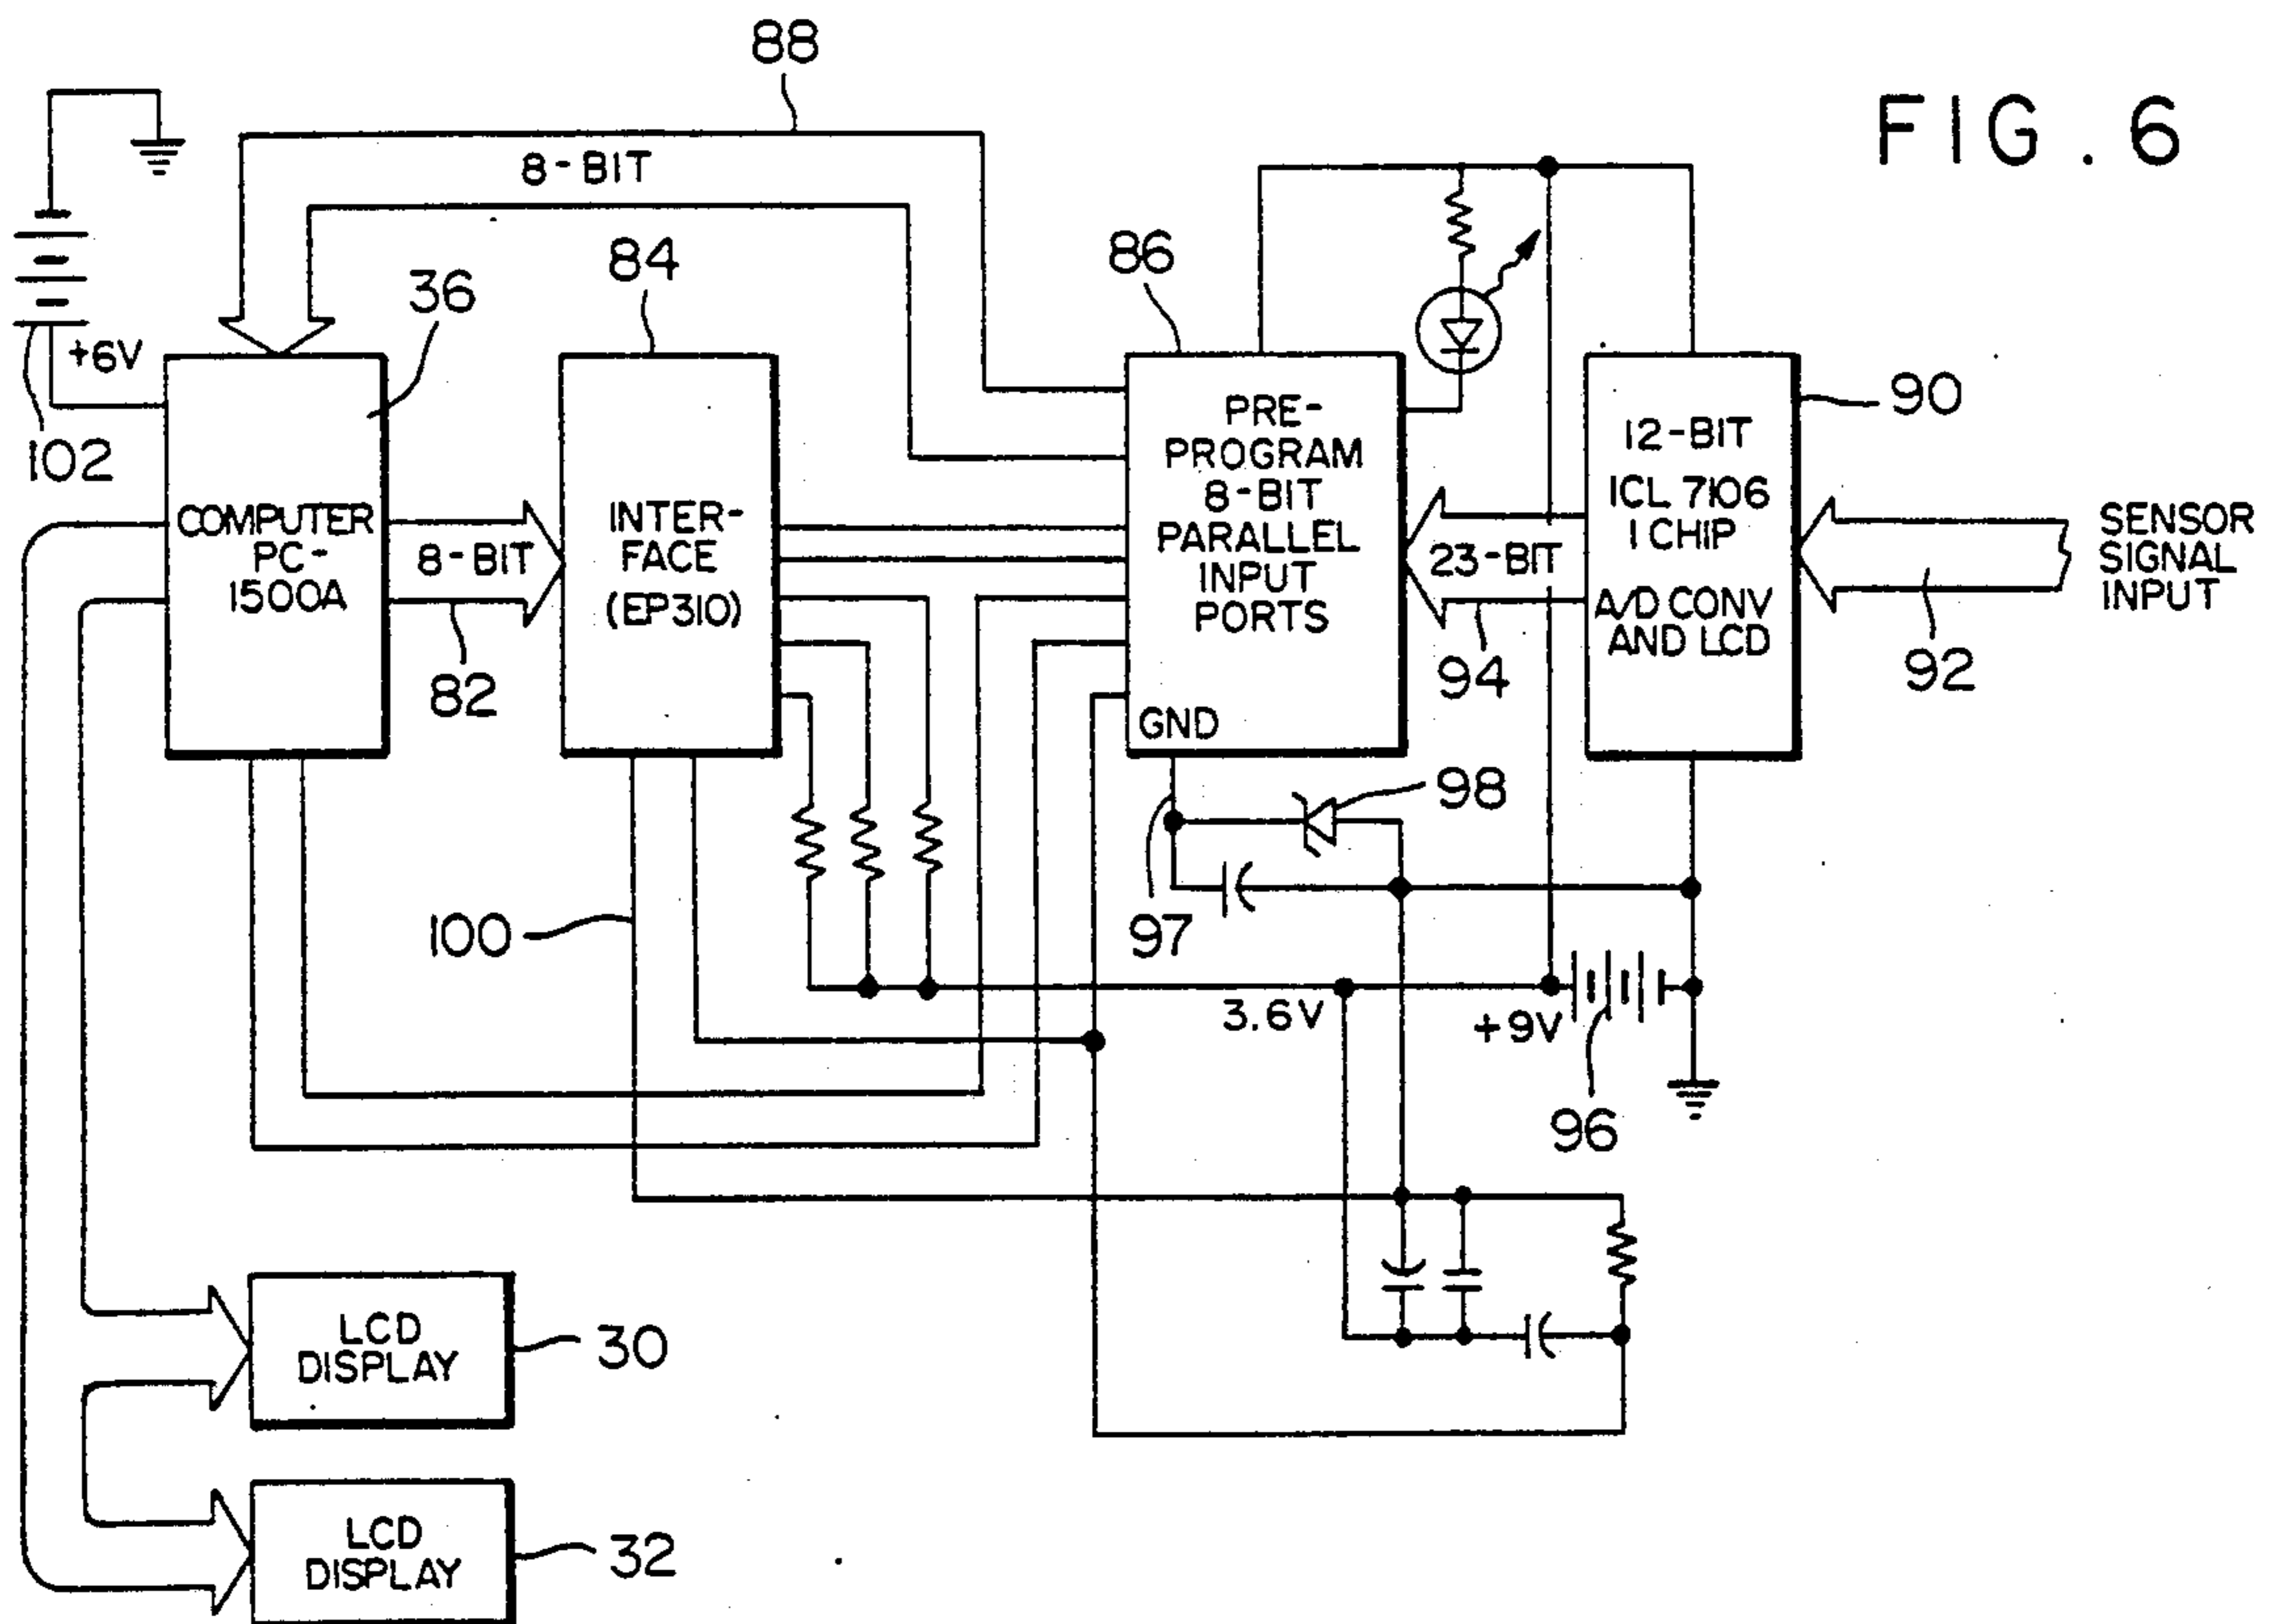 FIG. 6
88
8-BIT
84
86
36
+6V
102
90
COMPUTER
PC-
1500A
8-BIT
82
INTER-
FACE
(EP310)
PRE-
PROGRAM
8-BIT
PARALLEL
INPUT
PORTS
GND
23-BIT
94
12-BIT
ICL 7106
1 CHIP
A/D CONV
AND LCD
SENSOR
SIGNAL
INPUT
92
98
97
100
3.6V
+9V
96
LCD
DISPLAY
30
LCD
DISPLAY
32